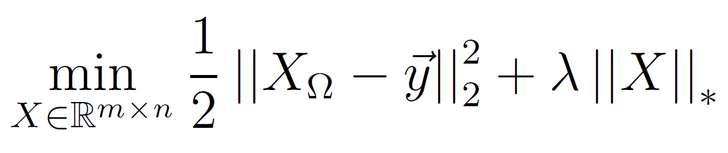 min_{X∈ℝ^{m×n}} 1/2 ||X_Ω − y⃗||_2^2 + λ||X||_*